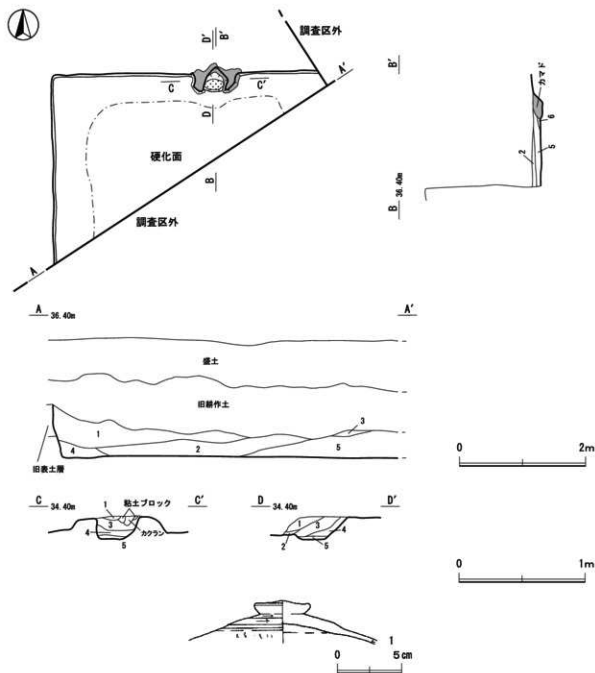 調査区外
A'
D'
B'
C
C'
D
硬化面
B
調査区外
A
B'
カマド
6
5
2
B
36.40m
A
36.40m
A'
盛土
旧耕作土
1
3
4
2
5
旧表土層
0
2m
C
34.40m
C'
1
粘土ブロック
3
4
カクラン
5
D
34.40m
D'
1
3
4
2
5
0
1m
1
0
5cm